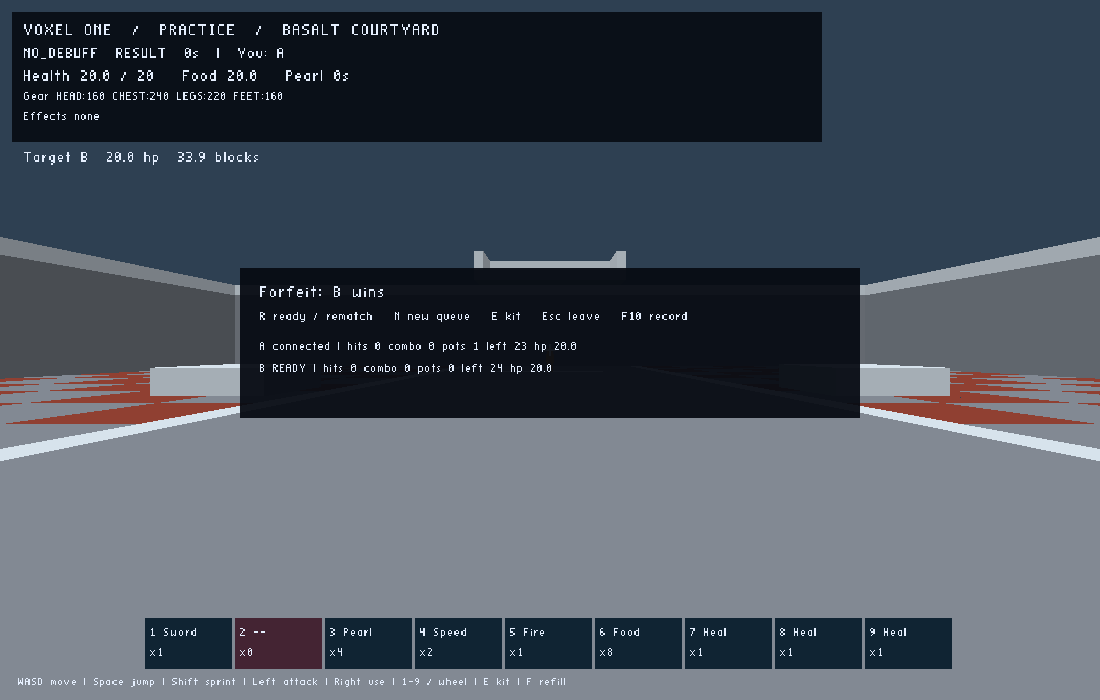 VOXEL ONE / PRACTICE / BASALT COURTYARD
NO_DEBUFF RESULT 0s | You: A
Health 20.0 / 20 Food 20.0 Pearl 0s
Gear HEAD:160 CHEST:240 LEGS:220 FEET:160
Effects none
Target B 20.0 hp 33.9 blocks
Forfeit: B wins
R ready / rematch N new queue E kit Esc leave F10 record
A connected | hits 0 combo 0 pots 1 left 23 hp 20.0
B READY | hits 0 combo 0 pots 0 left 24 hp 20.0
1 Sword 2 -- 3 Pearl 4 Speed 5 Fire 6 Food 7 Heal 8 Heal 9 Heal
x1 x0 x4 x2 x1 x8 x1 x1 x1
WASD move | Space jump | Shift sprint | Left attack | Right use | 1-9 / wheel | E kit | F refill